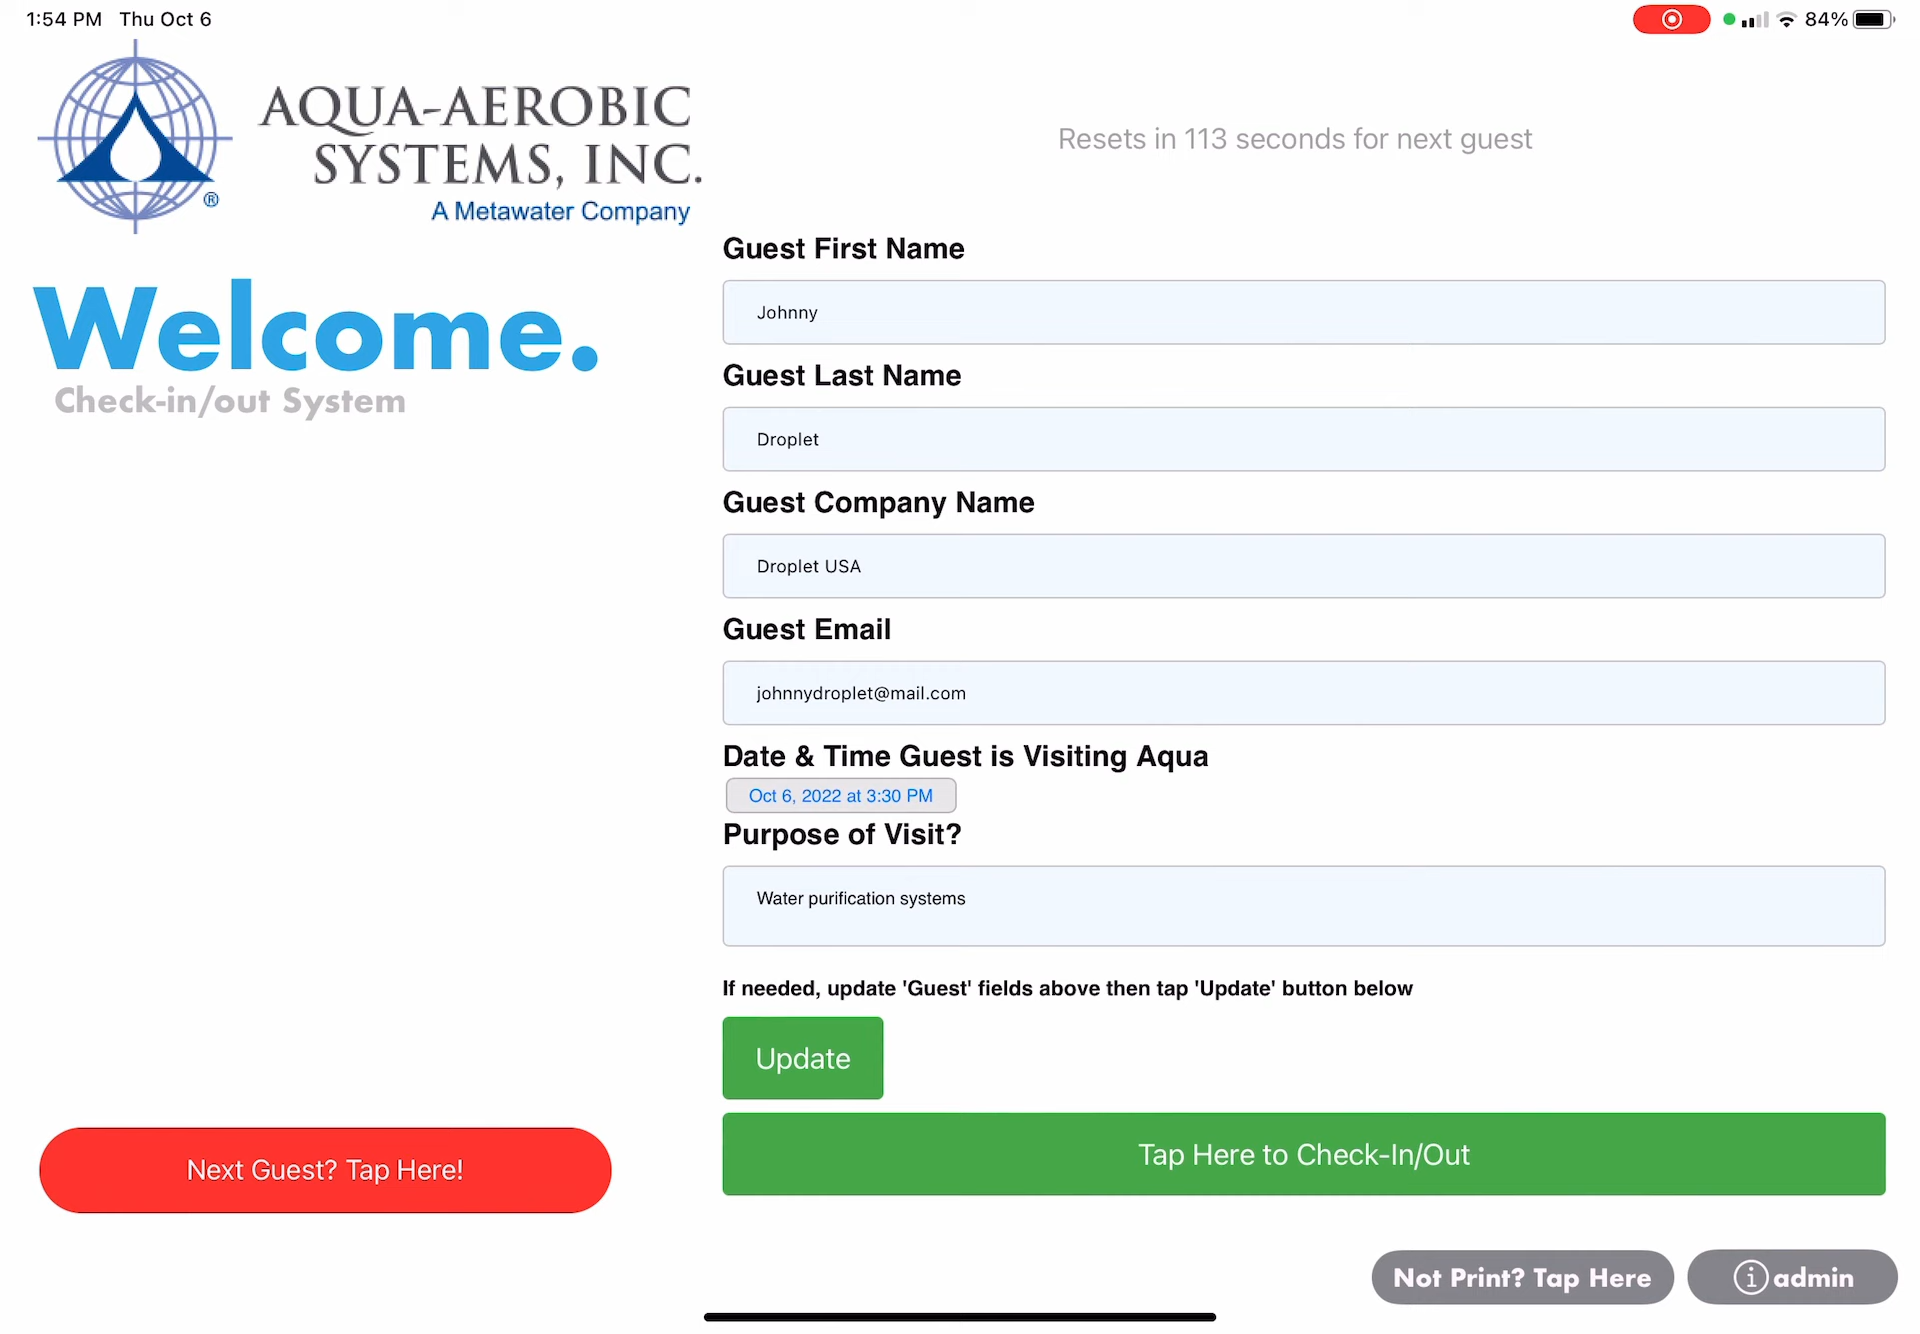 1:54 PM Thu Oct 6
84%
AQUA-AEROBIC
SYSTEMS, INC.
®
A Metawater Company
Resets in 113 seconds for next guest
Welcome.
Check-in/out System
Guest First Name
Johnny
Guest Last Name
Droplet
Guest Company Name
Droplet USA
Guest Email
johnnydroplet@mail.com
Date & Time Guest is Visiting Aqua
Oct 6, 2022 at 3:30 PM
Purpose of Visit?
Water purification systems
If needed, update 'Guest' fields above then tap 'Update' button below
Update
Tap Here to Check-In/Out
Next Guest? Tap Here!
Not Print? Tap Here
i admin